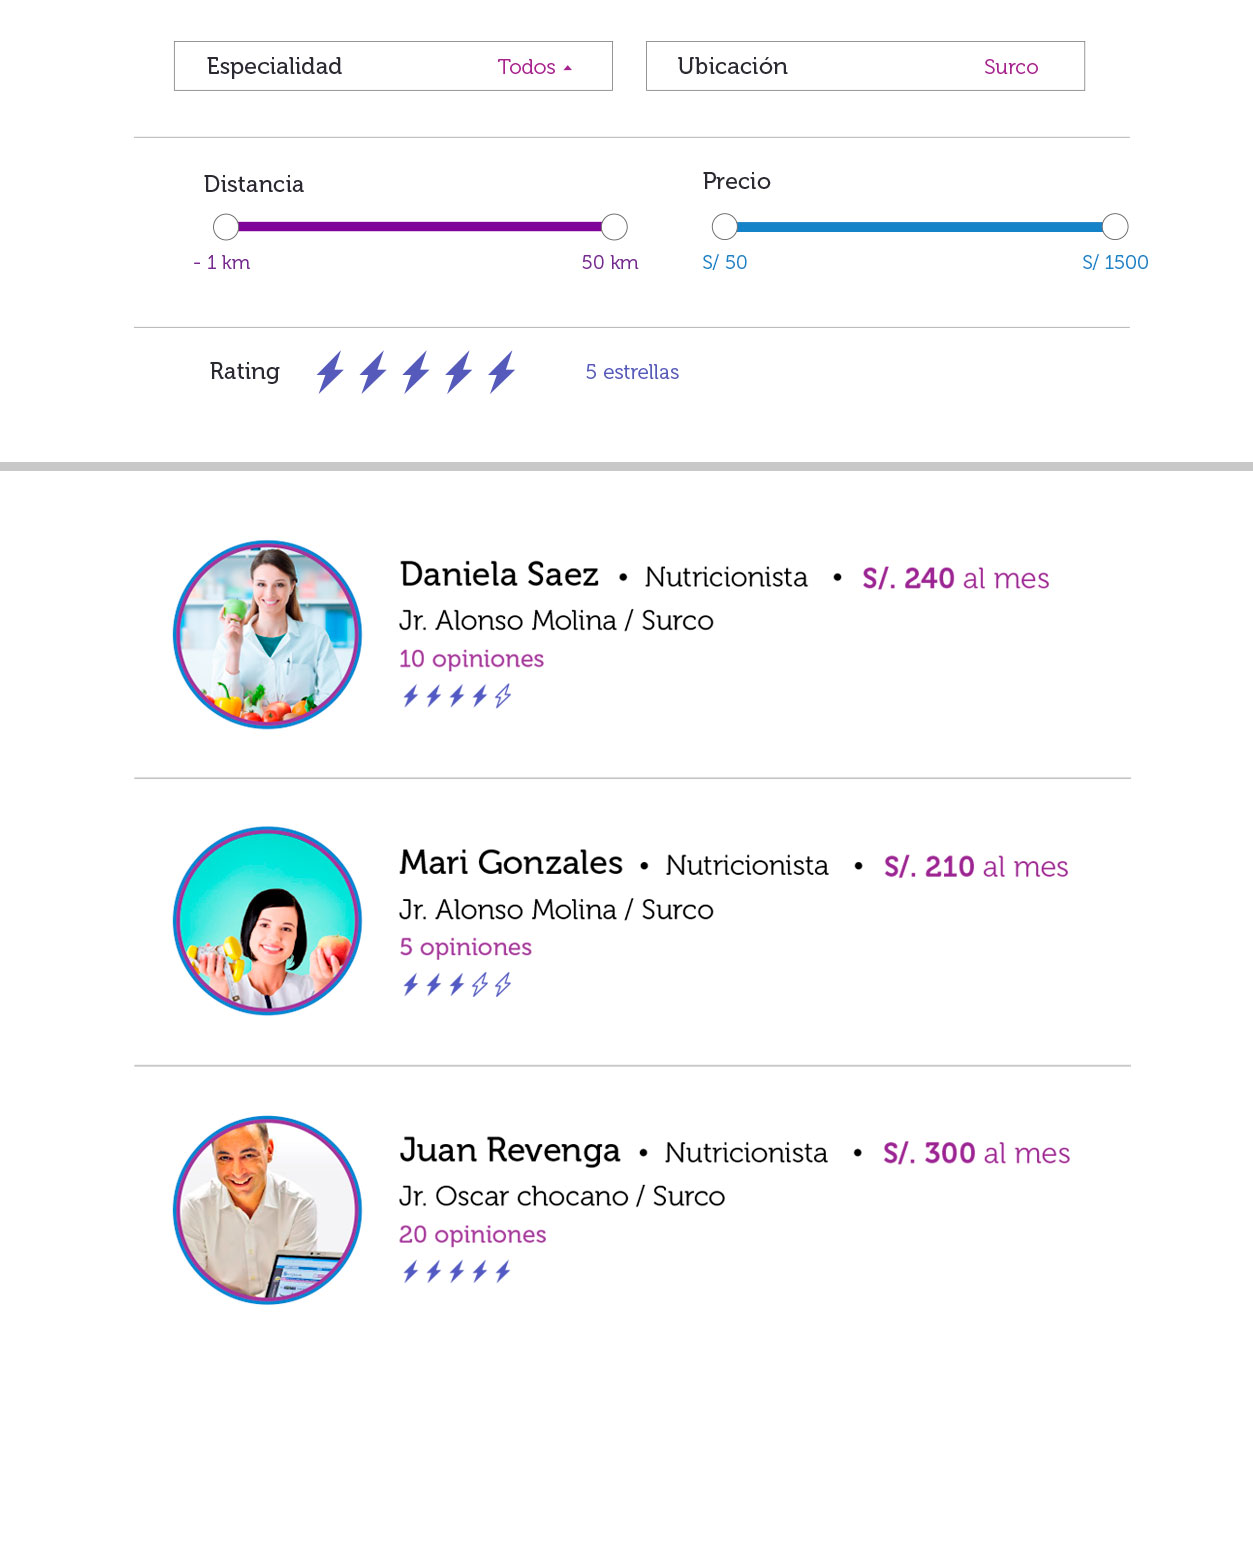 Especialidad Todos
Ubicación Surco
Distancia
- 1 km 50 km
Precio
S/ 50 S/ 1500
Rating 5 estrellas
Daniela Saez • Nutricionista • S/. 240 al mes
Jr. Alonso Molina / Surco
10 opiniones
Mari Gonzales • Nutricionista • S/. 210 al mes
Jr. Alonso Molina / Surco
5 opiniones
Juan Revenga • Nutricionista • S/. 300 al mes
Jr. Oscar chocano / Surco
20 opiniones